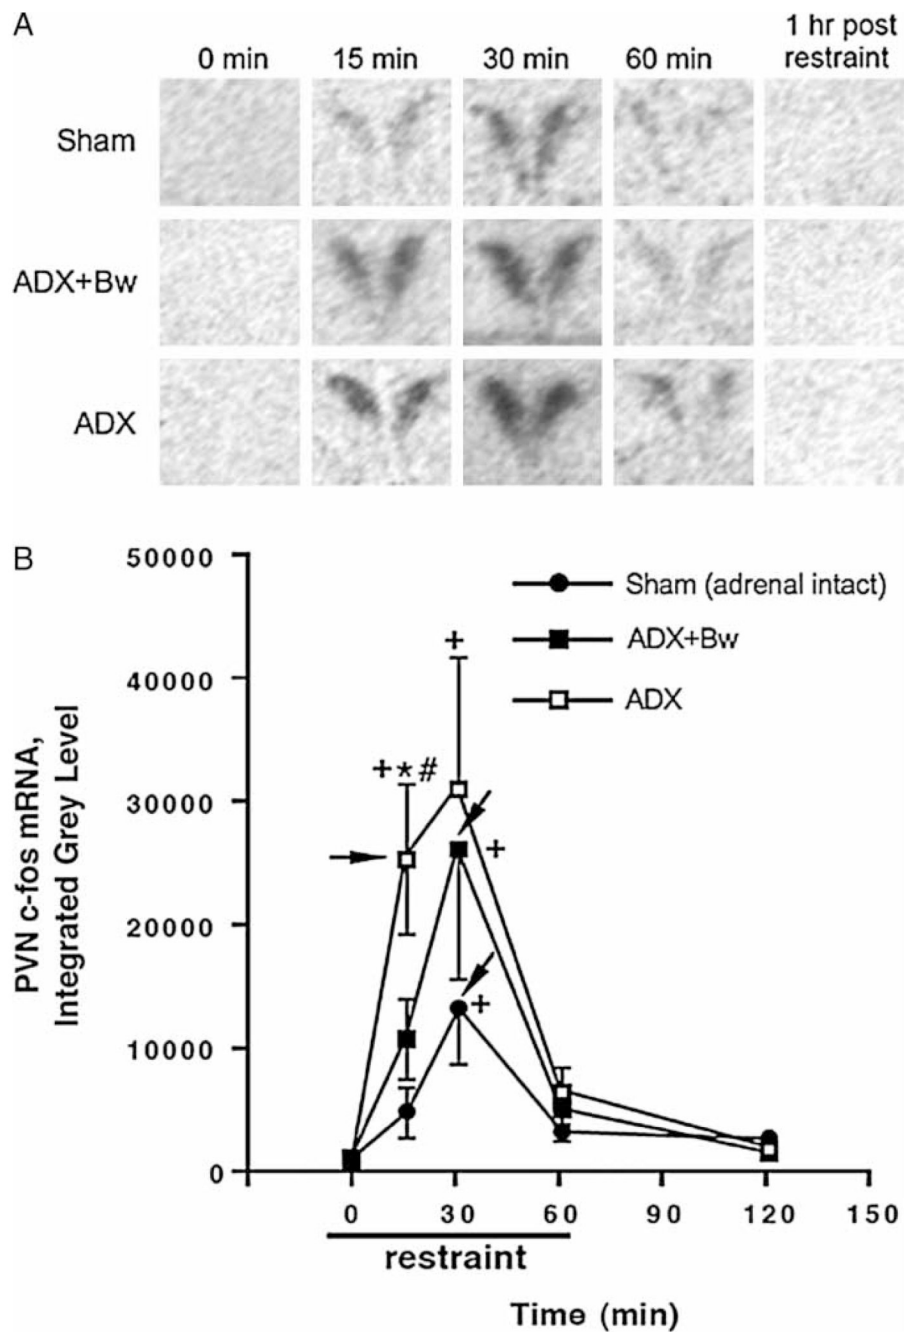 A
0 min 15 min 30 min 60 min 1 hr post restraint
Sham
ADX+Bw
ADX
B
PVN c-fos mRNA,
Integrated Grey Level
50000
40000
30000
20000
10000
0
Sham (adrenal intact)
ADX+Bw
ADX
+
+*#
+
+
0 30 60 90 120 150
restraint
Time (min)